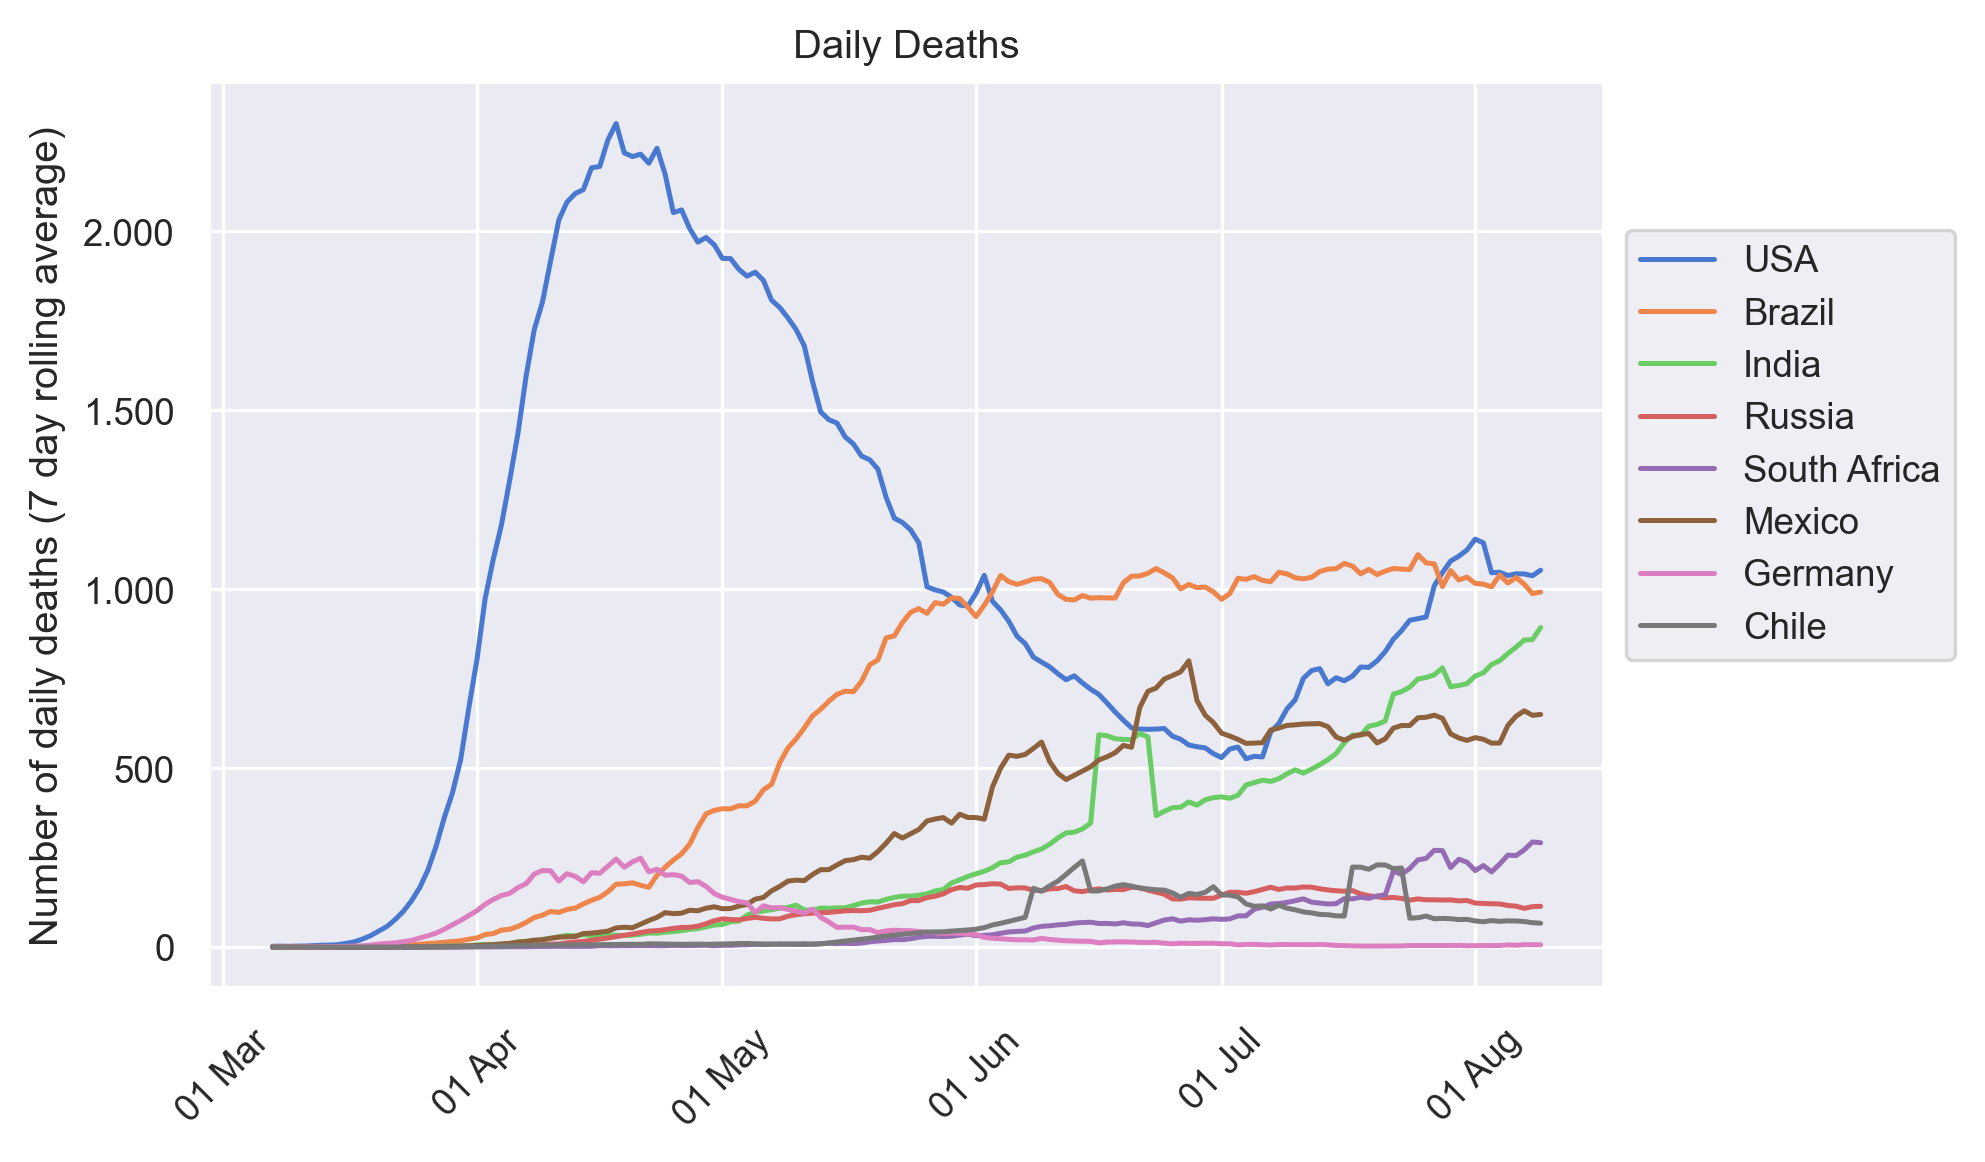 Daily Deaths
Number of daily deaths (7 day rolling average)
2.000
1.500
1.000
500
0
01 Mar
01 Apr
01 May
01 Jun
01 Jul
01 Aug
USA
Brazil
India
Russia
South Africa
Mexico
Germany
Chile